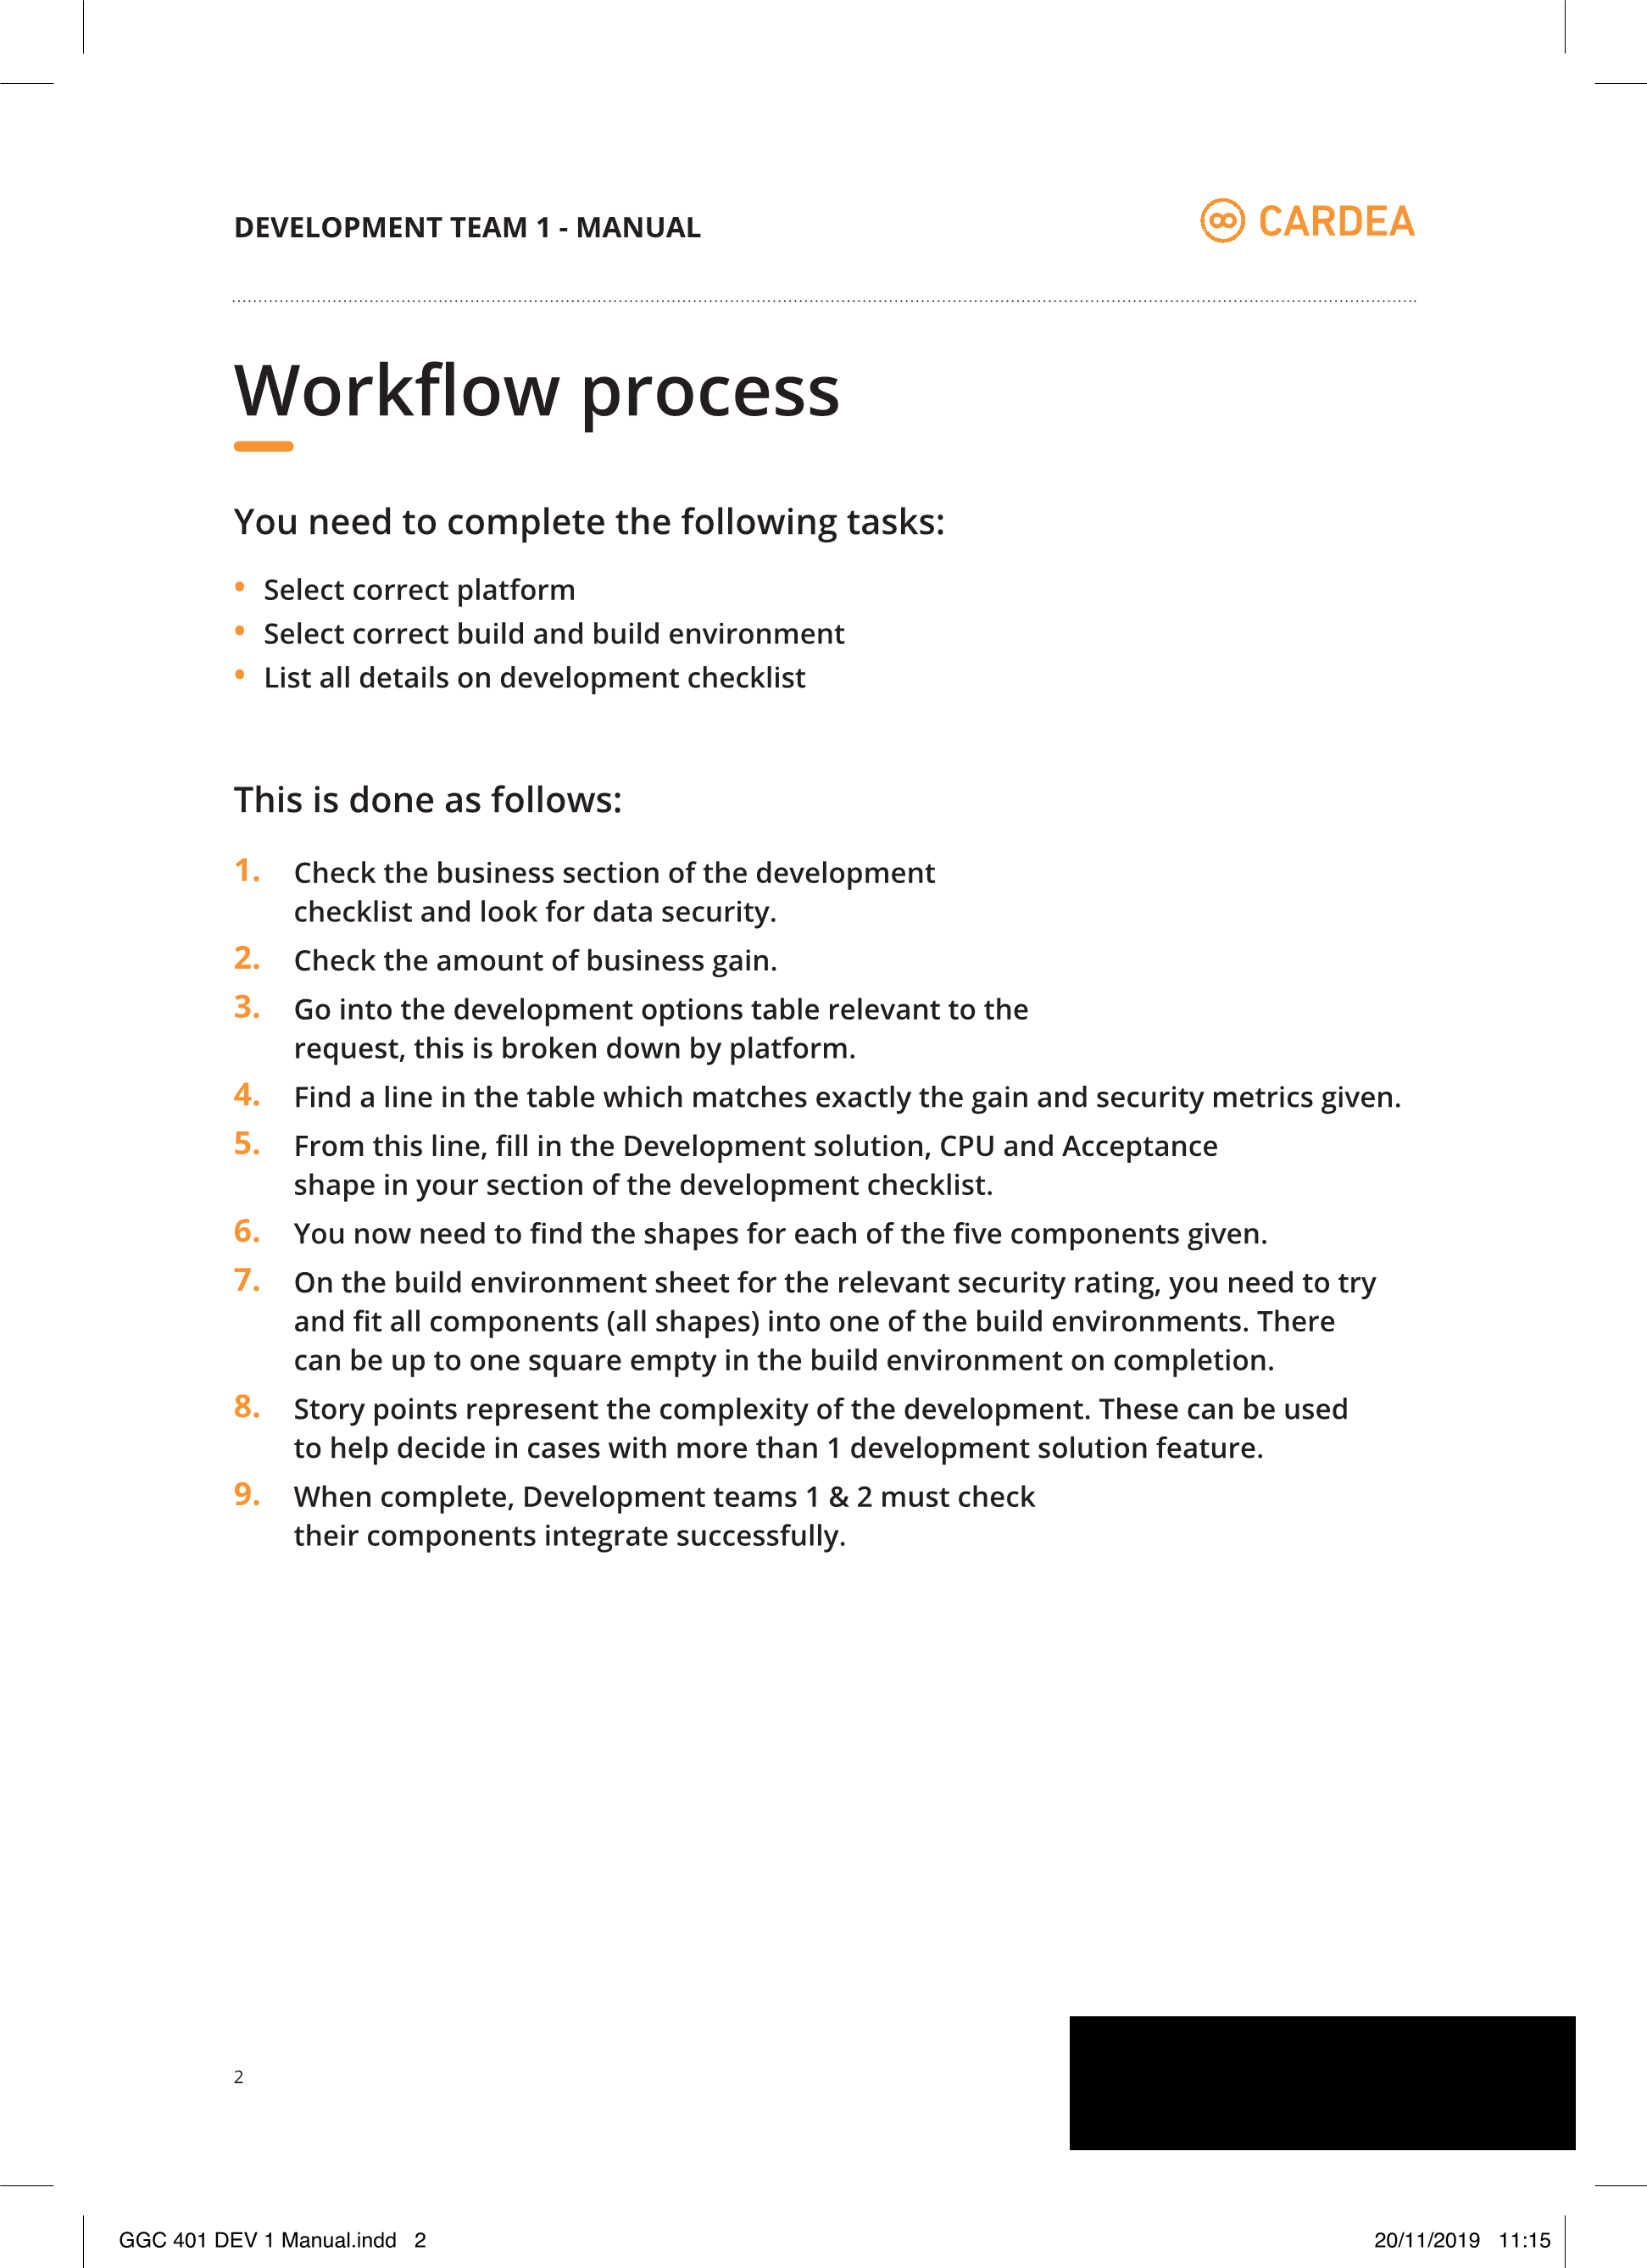 DEVELOPMENT TEAM 1 - MANUAL
CARDEA
Workflow process
You need to complete the following tasks:
• Select correct platform
• Select correct build and build environment
• List all details on development checklist
This is done as follows:
1. Check the business section of the development
checklist and look for data security.
2. Check the amount of business gain.
3. Go into the development options table relevant to the
request, this is broken down by platform.
4. Find a line in the table which matches exactly the gain and security metrics given.
5. From this line, fill in the Development solution, CPU and Acceptance
shape in your section of the development checklist.
6. You now need to find the shapes for each of the five components given.
7. On the build environment sheet for the relevant security rating, you need to try
and fit all components (all shapes) into one of the build environments. There
can be up to one square empty in the build environment on completion.
8. Story points represent the complexity of the development. These can be used
to help decide in cases with more than 1 development solution feature.
9. When complete, Development teams 1 & 2 must check
their components integrate successfully.
2
GGC 401 DEV 1 Manual.indd 2
20/11/2019 11:15